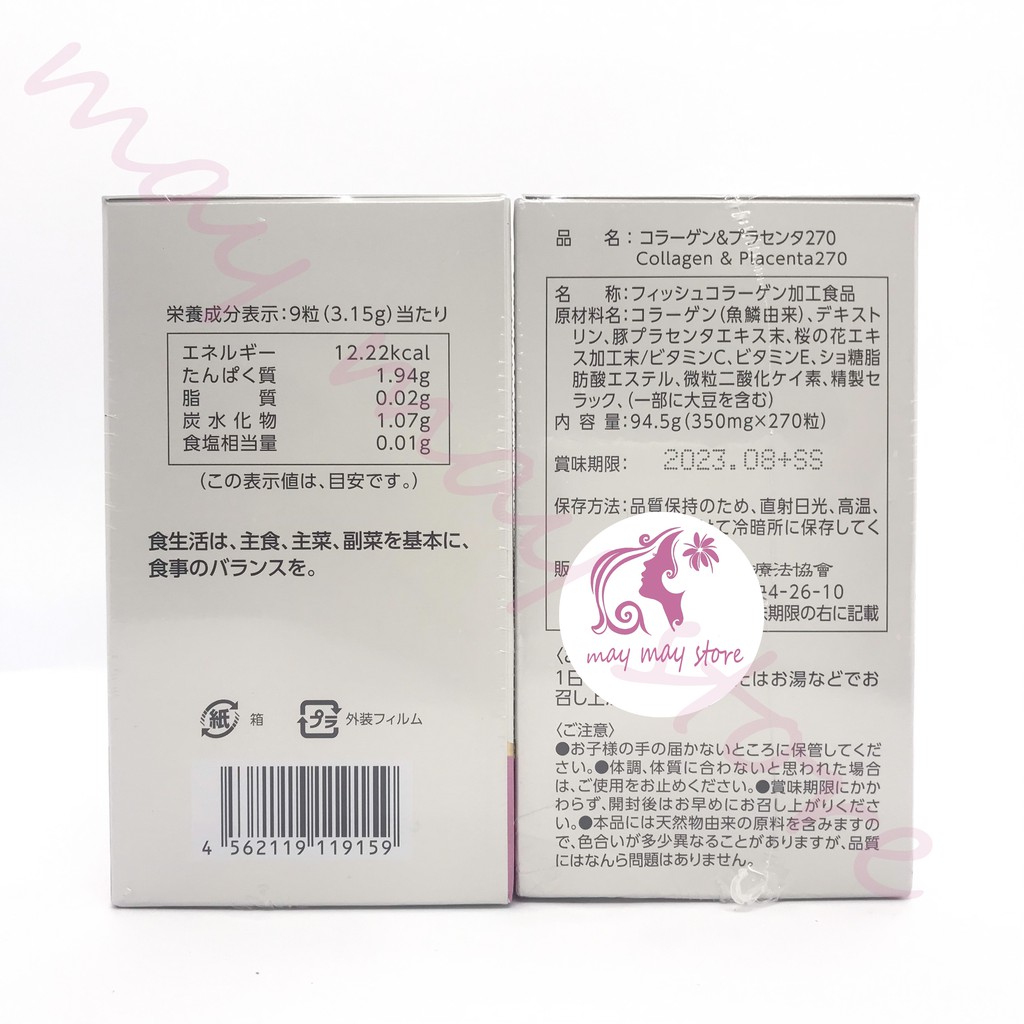 may may store
栄養成分表示:9粒(3.15g)当たり
エネルギー 12.22kcal
たんぱく質 1.94g
脂 質 0.02g
炭水化物 1.07g
食塩相当量 0.01g
(この表示値は、目安です。)
食生活は、主食、主菜、副菜を基本に、
食事のバランスを。
紙 箱 プラ 外装フィルム
4 562119 119159
品 名:コラーゲン&プラセンタ270
Collagen & Placenta270
名 称:フィッシュコラーゲン加工食品
原材料名:コラーゲン(魚鱗由来)、デキスト
リン、豚プラセンタエキス末、桜の花エキ
ス加工末/ビタミンC、ビタミンE、ショ糖脂
肪酸エステル、微粒二酸化ケイ素、精製セ
ラック、(一部に大豆を含む)
内 容 量:94.5g(350mg×270粒)
賞味期限: 2023.08+SS
保存方法:品質保持のため、直射日光、高温、
て冷暗所に保存してく
販 療法協會
4-26-10
期限の右に記載
may may store
1日 はお湯などでお
召し上
〈ご注意〉
●お子様の手の届かないところに保管してくだ
さい。●体調、体質に合わないと思われた場合
は、ご使用をお止めください。●賞味期限にかか
わらず、開封後はお早めにお召し上がりくださ
い。●本品には天然物由来の原料を含みますの
で、色合いが多少異なることがありますが、品質
にはなんら問題はありません。